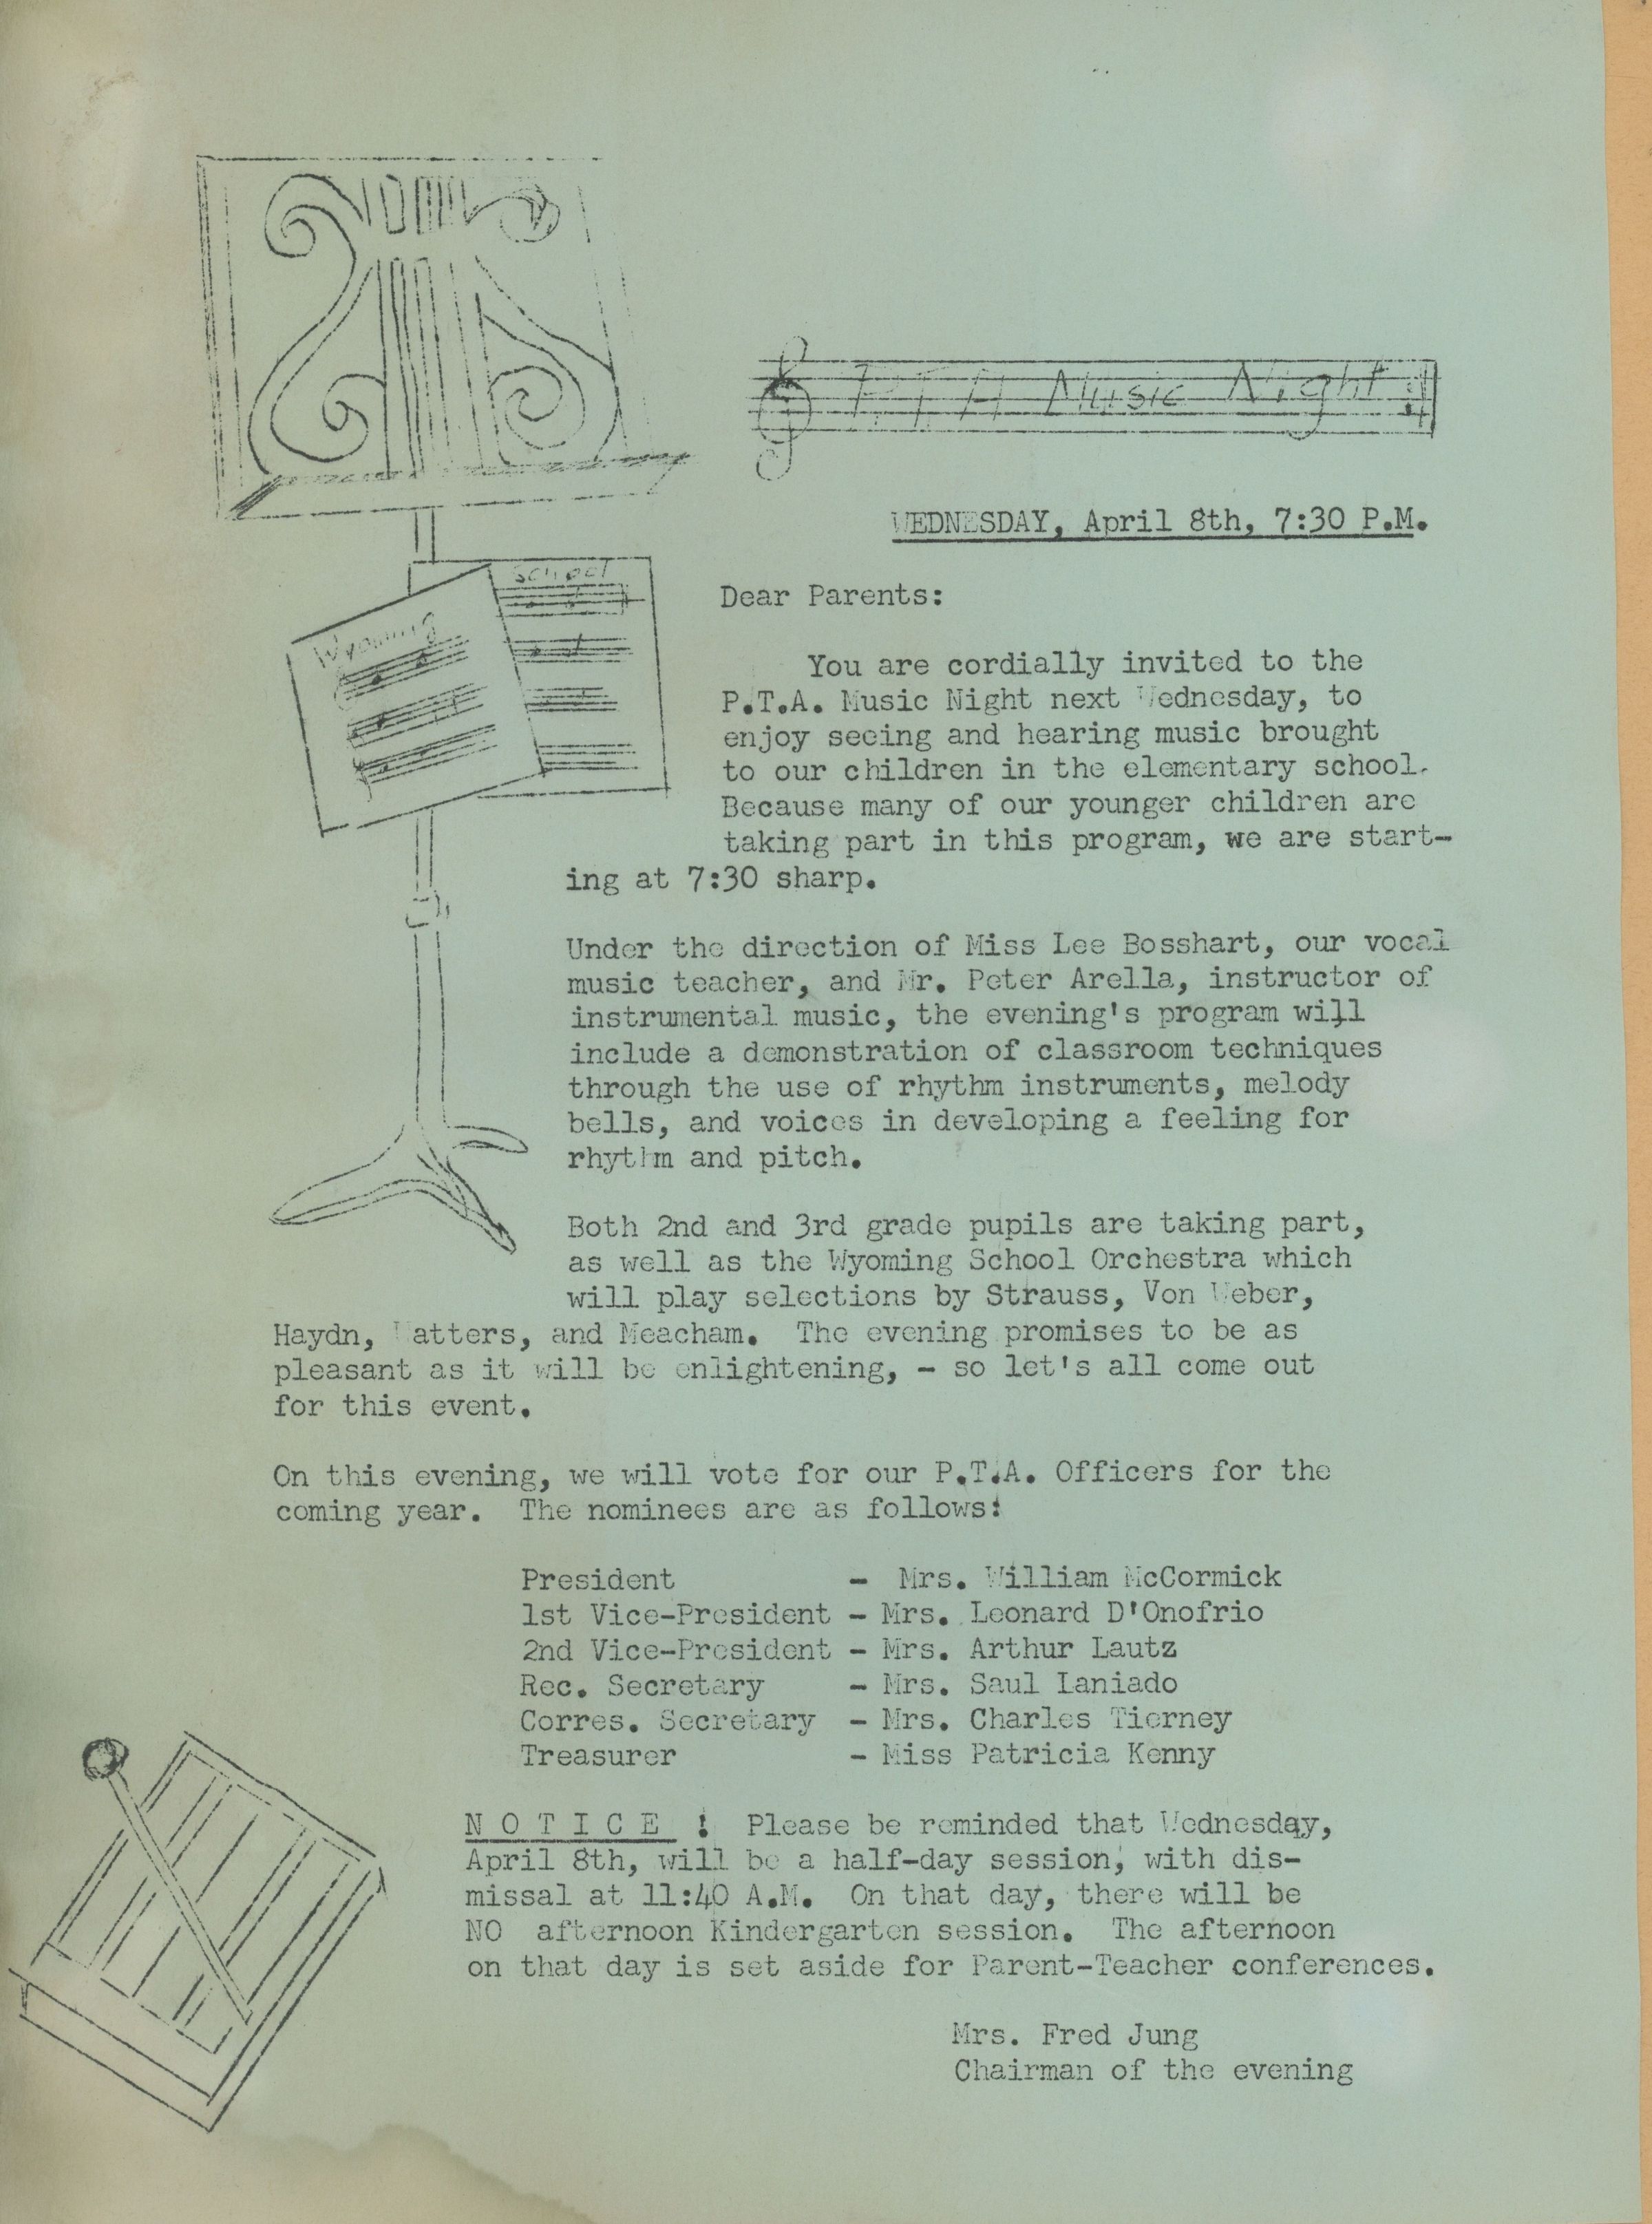 P.T.A Music Night
WEDNESDAY, April 8th, 7:30 P.M.
School
Wyoming
Dear Parents:
You are cordially invited to the
P.T.A. Music Night next Wednesday, to
enjoy seeing and hearing music brought
to our children in the elementary school.
Because many of our younger children are
taking part in this program, we are start-
ing at 7:30 sharp.
Under the direction of Miss Lee Bosshart, our vocal
music teacher, and Mr. Peter Arella, instructor of
instrumental music, the evening's program will
include a demonstration of classroom techniques
through the use of rhythm instruments, melody
bells, and voices in developing a feeling for
rhythm and pitch.
Both 2nd and 3rd grade pupils are taking part,
as well as the Wyoming School Orchestra which
will play selections by Strauss, Von Weber,
Haydn, Watters, and Meacham. The evening promises to be as
pleasant as it will be enlightening, - so let's all come out
for this event.
On this evening, we will vote for our P.T.A. Officers for the
coming year. The nominees are as follows:
President - Mrs. William McCormick
1st Vice-President - Mrs. Leonard D'Onofrio
2nd Vice-President - Mrs. Arthur Lautz
Rec. Secretary - Mrs. Saul Laniado
Corres. Secretary - Mrs. Charles Tierney
Treasurer - Miss Patricia Kenny
N O T I C E ! Please be reminded that Wednesday,
April 8th, will be a half-day session, with dis-
missal at 11:40 A.M. On that day, there will be
NO afternoon Kindergarten session. The afternoon
on that day is set aside for Parent-Teacher conferences.
Mrs. Fred Jung
Chairman of the evening